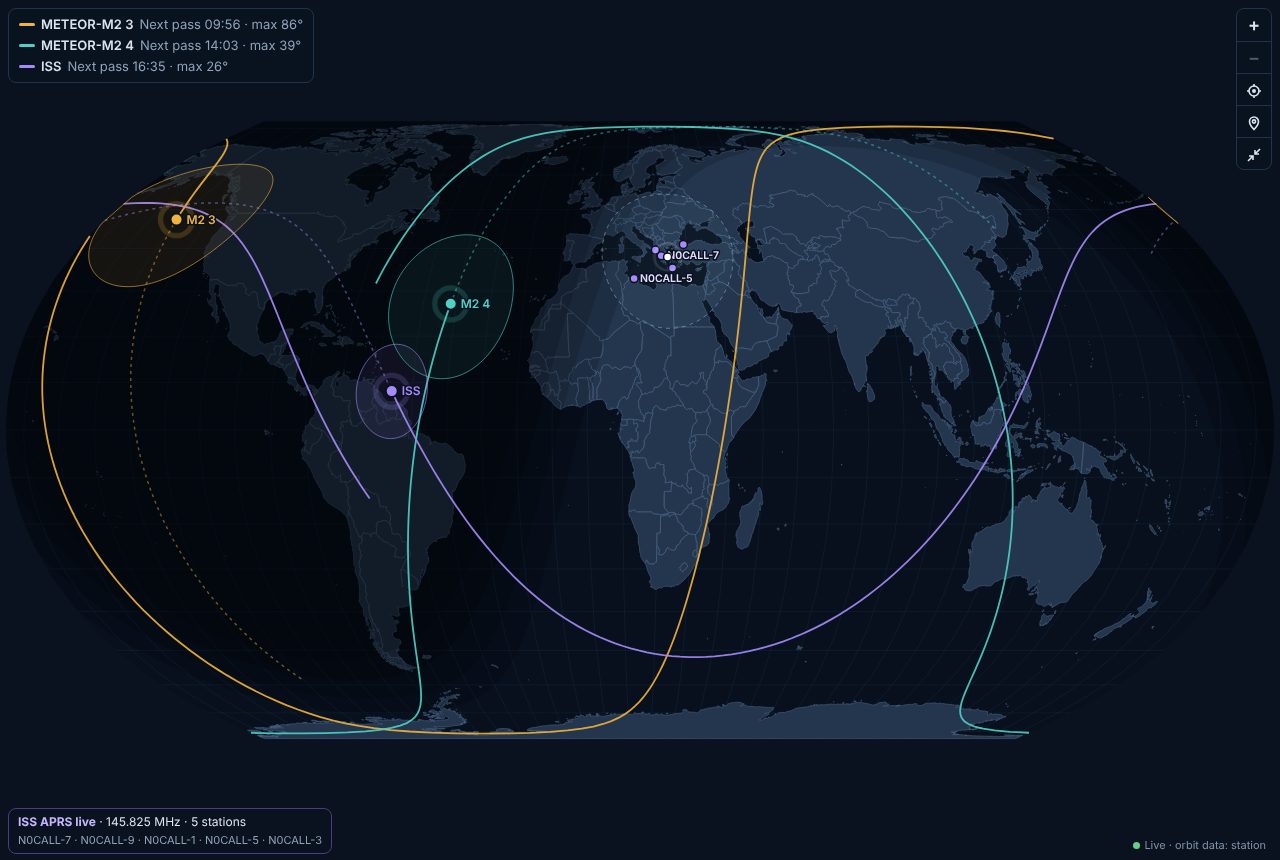 METEOR-M2 3 Next pass 09:56 · max 86°
METEOR-M2 4 Next pass 14:03 · max 39°
ISS Next pass 16:35 · max 26°
+
−
M2 3
N0CALL-7
N0CALL-5
M2 4
ISS
ISS APRS live · 145.825 MHz · 5 stations
N0CALL-7 · N0CALL-9 · N0CALL-1 · N0CALL-5 · N0CALL-3
Live · orbit data: station